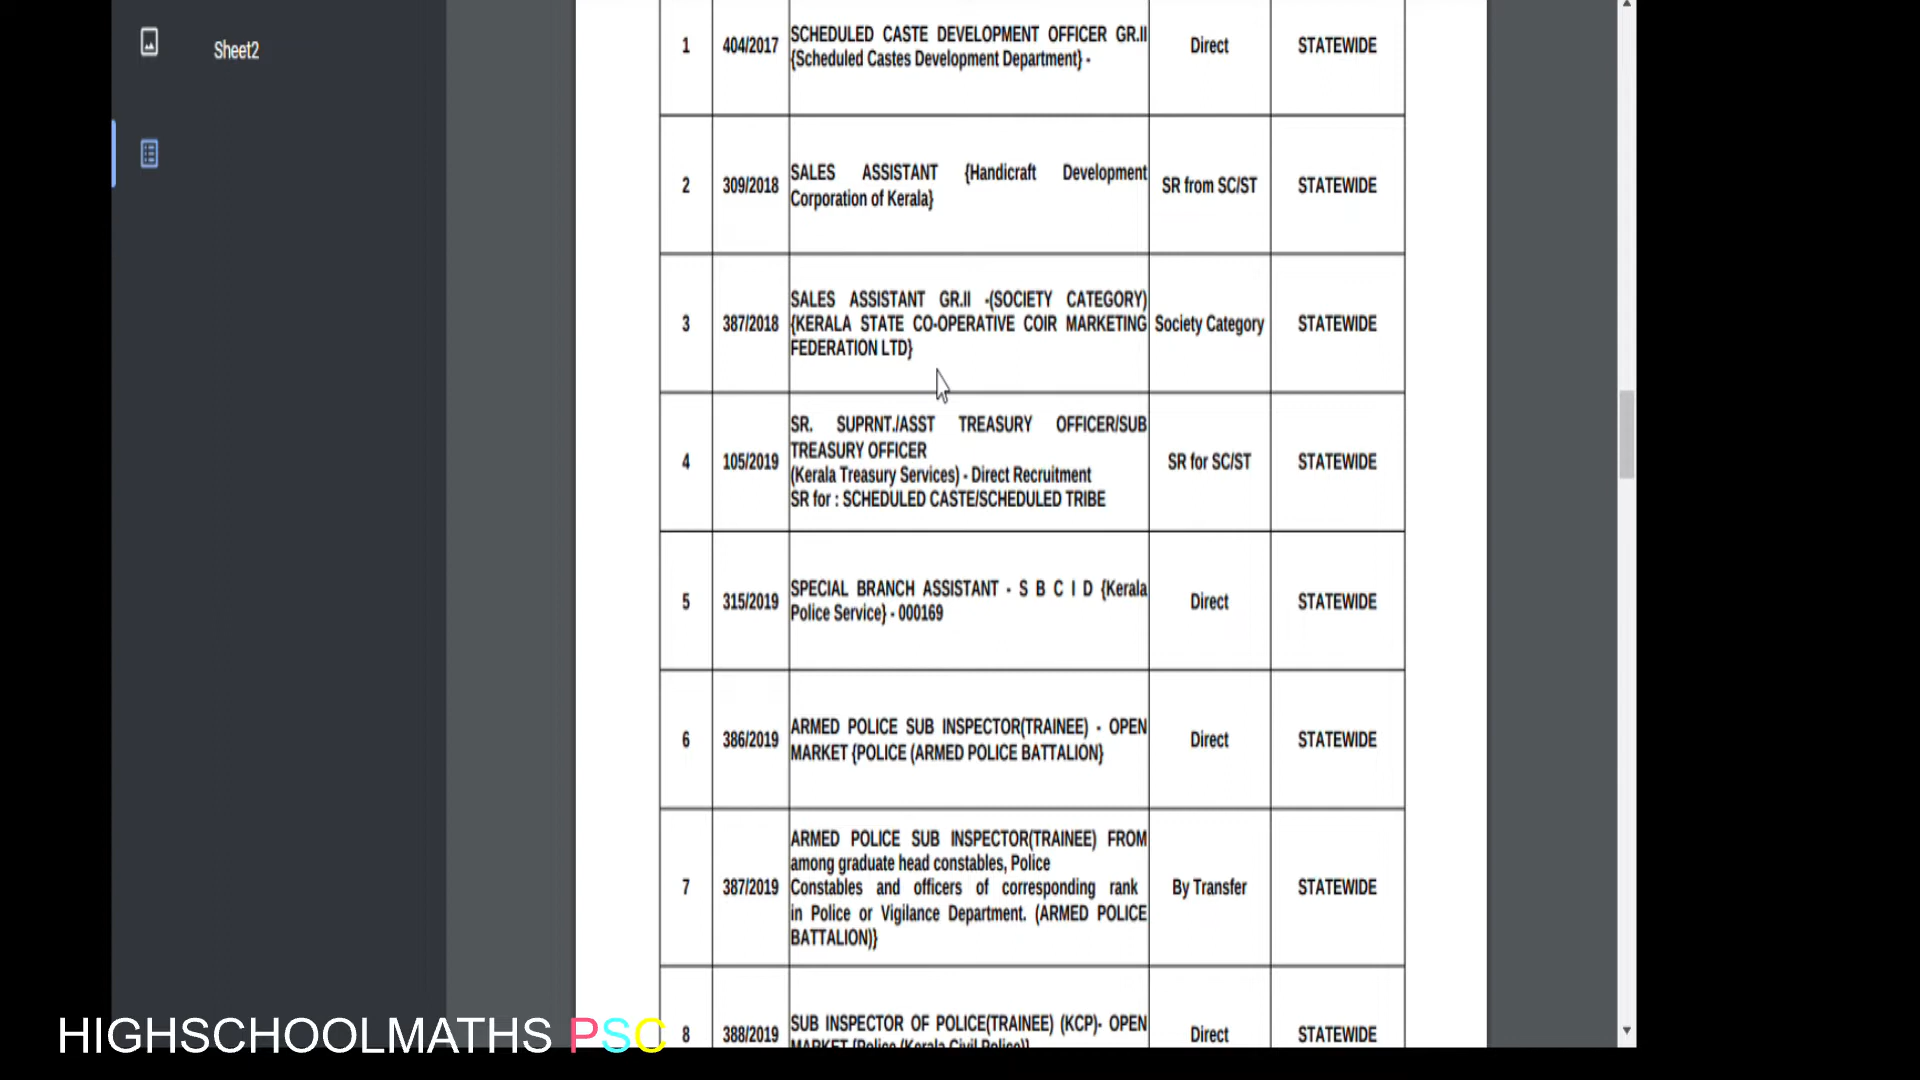 Sheet2
1 404/2017 SCHEDULED CASTE DEVELOPMENT OFFICER GR.II Direct STATEWIDE
{Scheduled Castes Development Department} -
2 309/2018 SALES ASSISTANT {Handicraft Development SR from SC/ST STATEWIDE
Corporation of Kerala}
SALES ASSISTANT GR.II -(SOCIETY CATEGORY)
3 387/2018 {KERALA STATE CO-OPERATIVE COIR MARKETING Society Category STATEWIDE
FEDERATION LTD}
SR. SUPRNT./ASST TREASURY OFFICER/SUB
TREASURY OFFICER
4 105/2019 (Kerala Treasury Services) - Direct Recruitment SR for SC/ST STATEWIDE
SR for : SCHEDULED CASTE/SCHEDULED TRIBE
5 315/2019 SPECIAL BRANCH ASSISTANT - S B C I D {Kerala Direct STATEWIDE
Police Service} - 000169
6 386/2019 ARMED POLICE SUB INSPECTOR(TRAINEE) - OPEN Direct STATEWIDE
MARKET {POLICE (ARMED POLICE BATTALION}
ARMED POLICE SUB INSPECTOR(TRAINEE) FROM
among graduate head constables, Police
7 387/2019 Constables and officers of corresponding rank By Transfer STATEWIDE
in Police or Vigilance Department. (ARMED POLICE
BATTALION)}
8 388/2019 SUB INSPECTOR OF POLICE(TRAINEE) (KCP)- OPEN Direct STATEWIDE
MARKET {Police (Kerala Civil Police)}
HIGHSCHOOLMATHS PSC